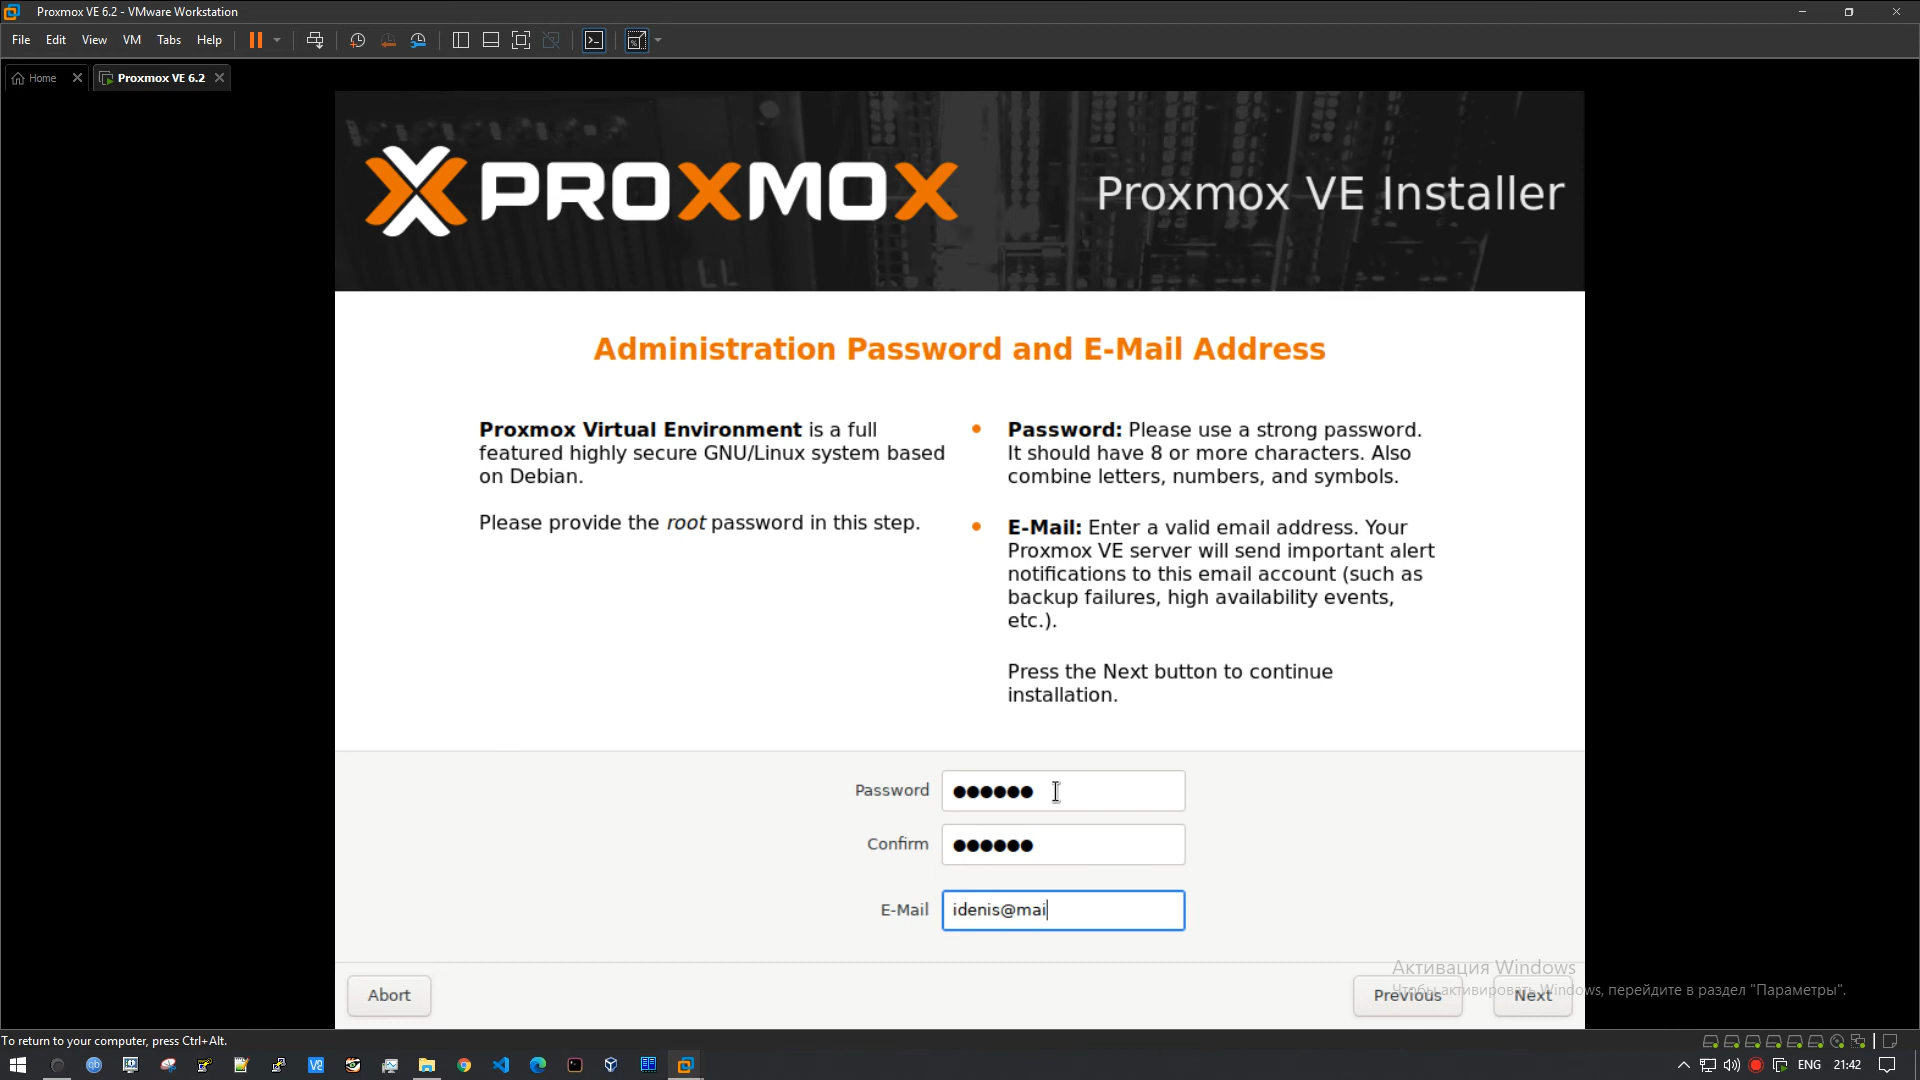 Proxmox VE 6.2 - VMware Workstation
File Edit View VM Tabs Help
Home Proxmox VE 6.2
PROXMOX
Proxmox VE Installer
Administration Password and E-Mail Address
Proxmox Virtual Environment is a full
featured highly secure GNU/Linux system based
on Debian.
Please provide the root password in this step.
Password: Please use a strong password.
It should have 8 or more characters. Also
combine letters, numbers, and symbols.
E-Mail: Enter a valid email address. Your
Proxmox VE server will send important alert
notifications to this email account (such as
backup failures, high availability events,
etc.).
Press the Next button to continue
installation.
Password ●●●●●●
Confirm ●●●●●●
E-Mail idenis@mai
Активация Windows
Чтобы активировать Windows, перейдите в раздел "Параметры".
Abort Previous Next
To return to your computer, press Ctrl+Alt.
ENG 21:42